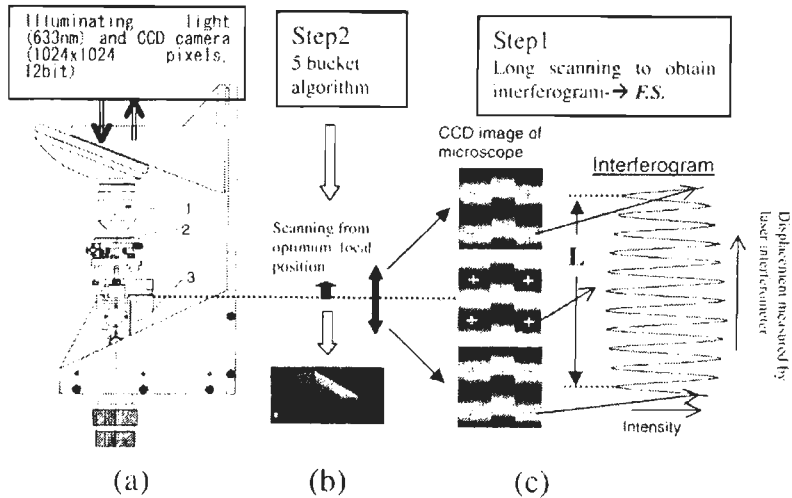 Illuminating light
(633nm) and CCD camera
(1024x1024 pixels,
12bit)
Step2
5 bucket
algorithm
Step1
Long scanning to obtain
interferogram-→ F.S.
CCD image of
microscope
Interferogram
1
2
3
Scanning from
optimum focal
position
L
Displacement measured by
laser interferometer
Intensity
(a)
(b)
(c)